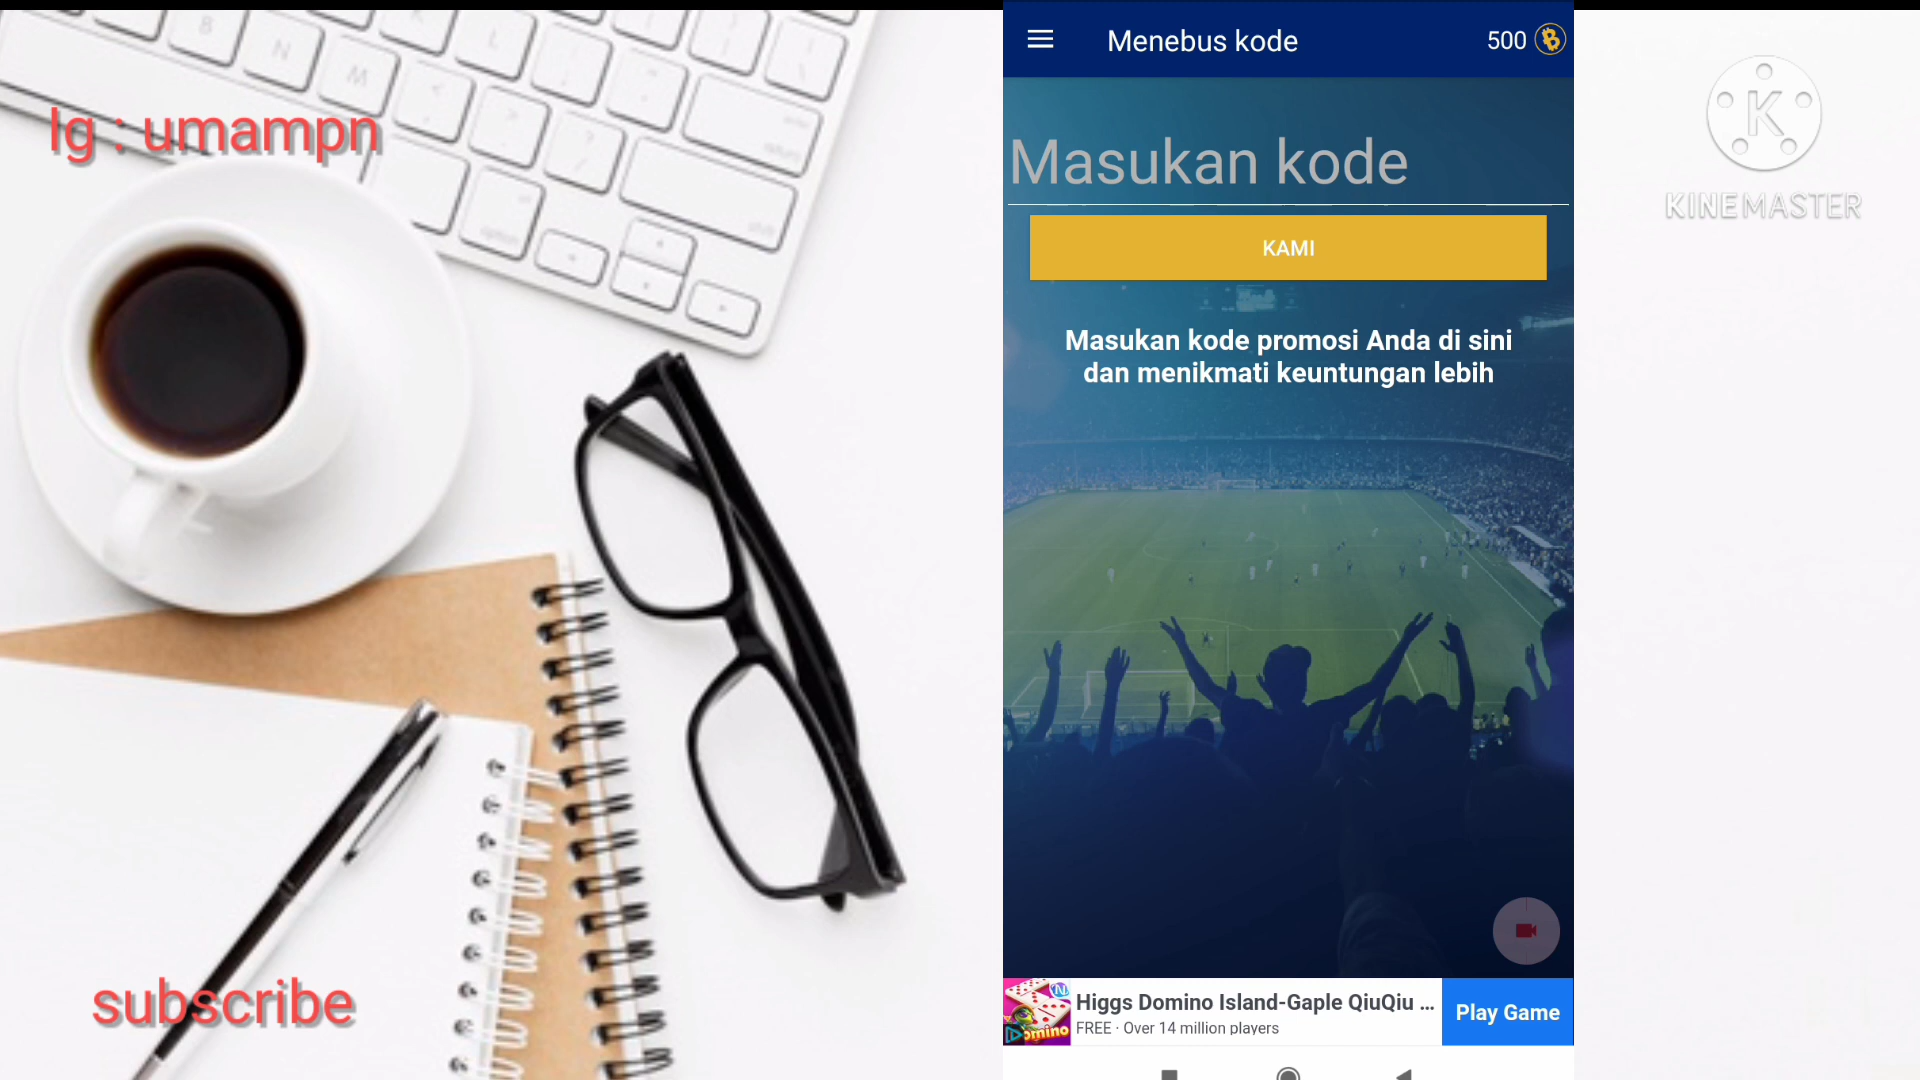 Ig : umampn
subscribe
Menebus kode
500
Masukan kode
KAMI
Masukan kode promosi Anda di sini
dan menikmati keuntungan lebih
Higgs Domino Island-Gaple QiuQiu ...
FREE · Over 14 million players
Play Game
KINEMASTER